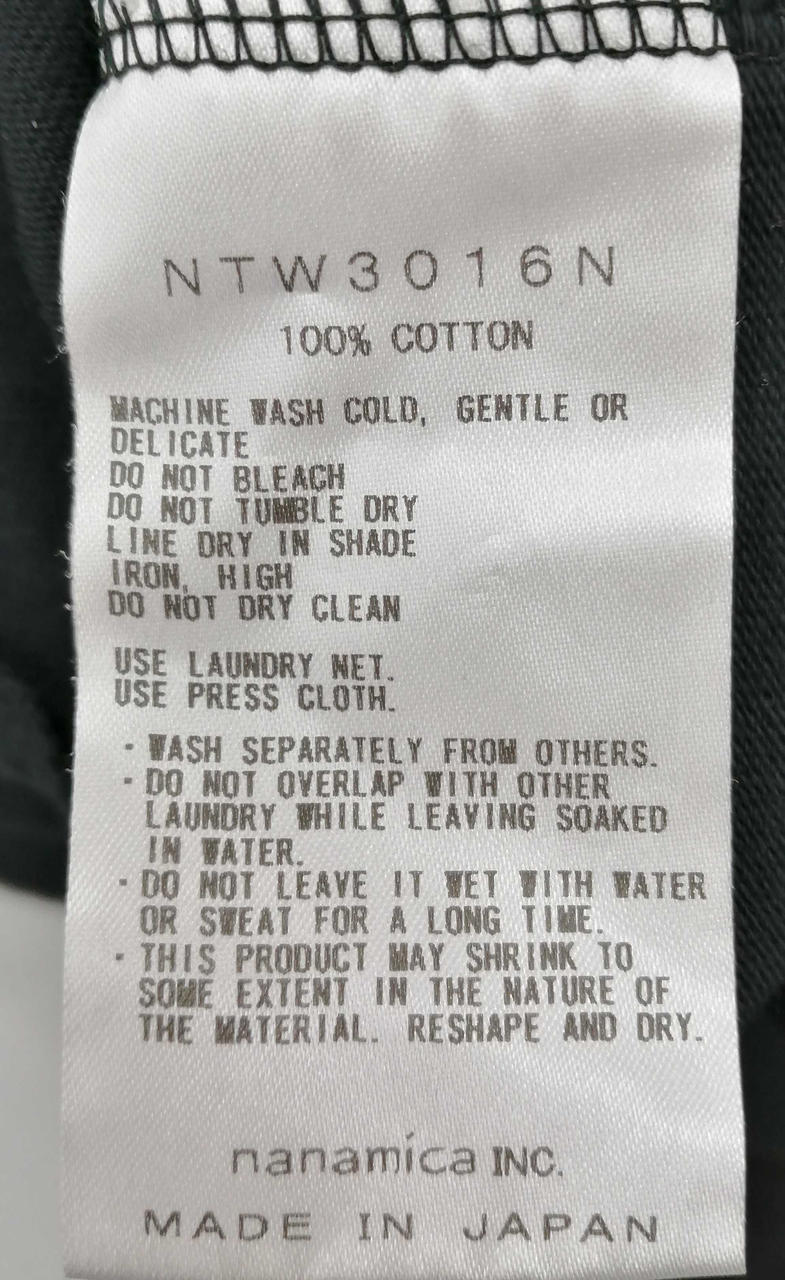 NTW3016N
100% COTTON
MACHINE WASH COLD, GENTLE OR
DELICATE
DO NOT BLEACH
DO NOT TUMBLE DRY
LINE DRY IN SHADE
IRON, HIGH
DO NOT DRY CLEAN
USE LAUNDRY NET.
USE PRESS CLOTH.
・WASH SEPARATELY FROM OTHERS.
・DO NOT OVERLAP WITH OTHER
LAUNDRY WHILE LEAVING SOAKED
IN WATER.
・DO NOT LEAVE IT WET WITH WATER
OR SWEAT FOR A LONG TIME.
・THIS PRODUCT MAY SHRINK TO
SOME EXTENT IN THE NATURE OF
THE MATERIAL. RESHAPE AND DRY.
nanamíca INC.
MADE IN JAPAN